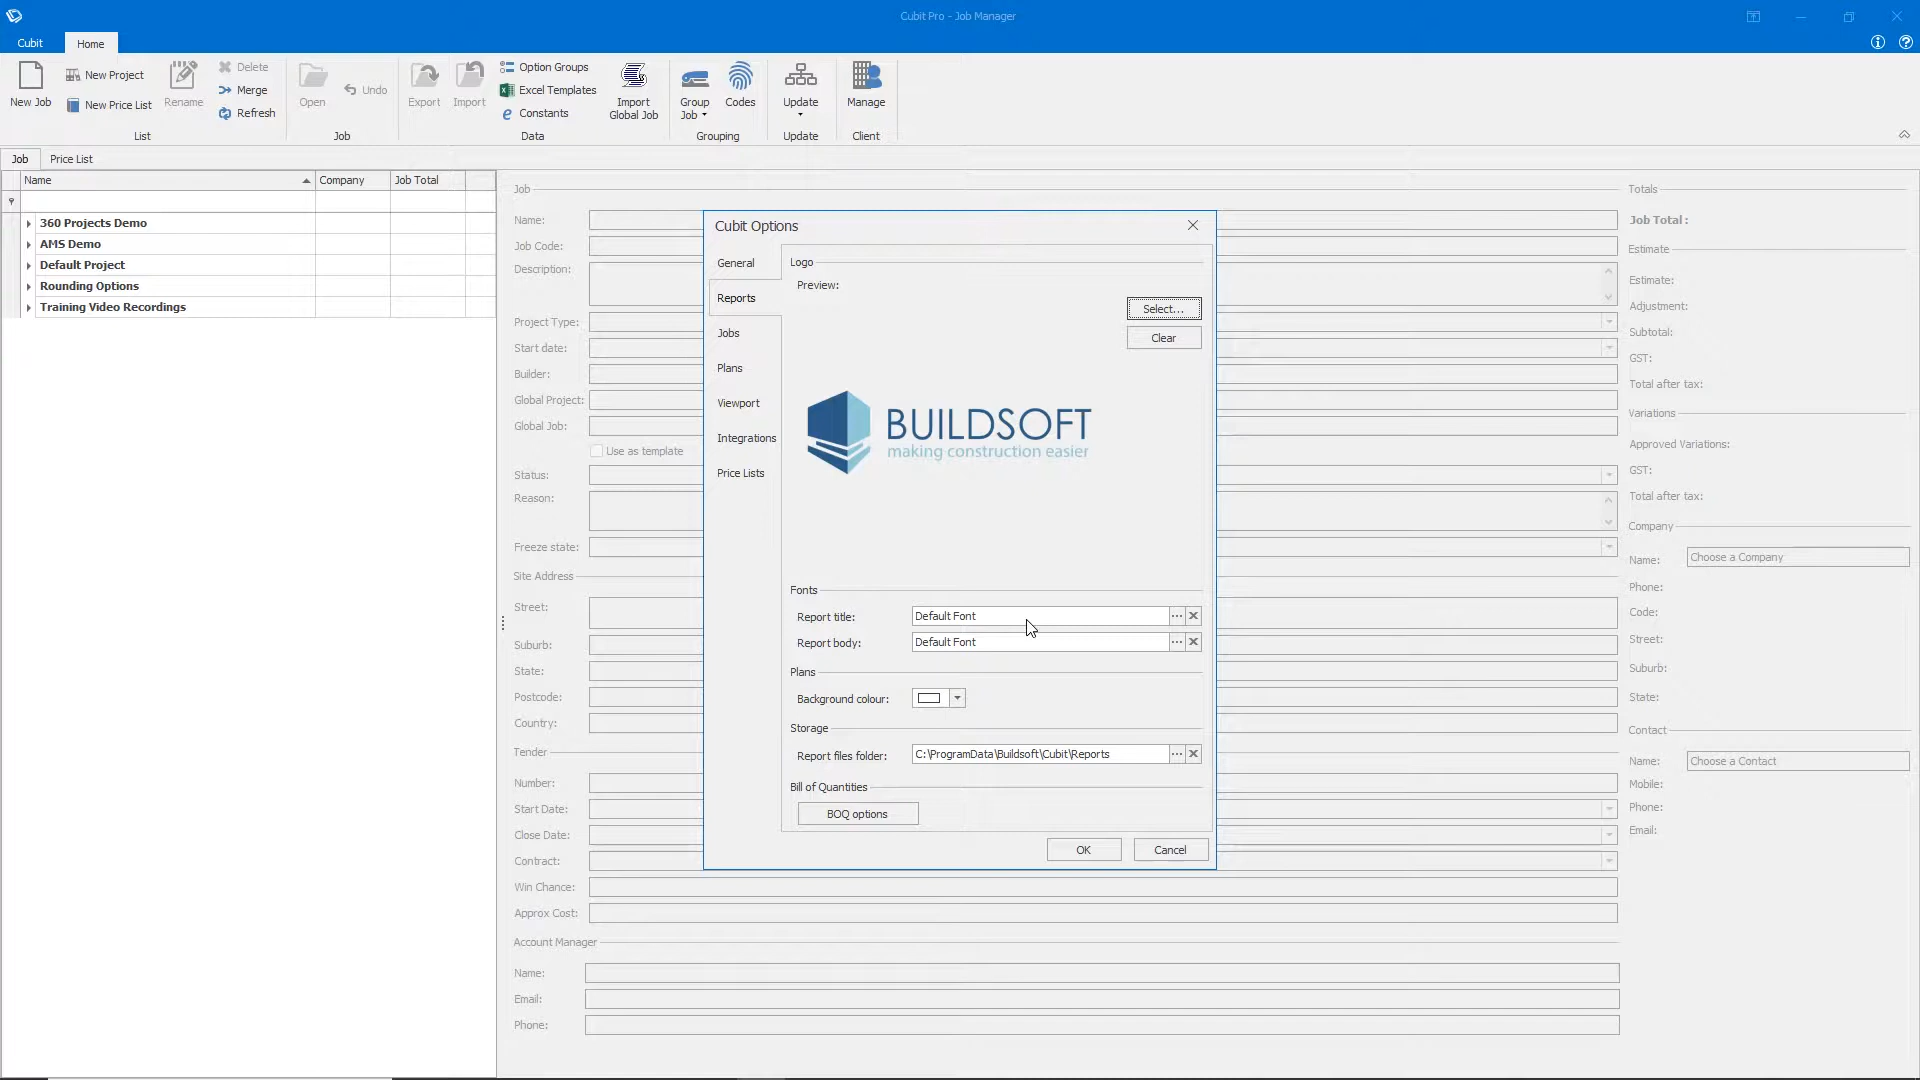 Cubit Pro - Job Manager
Cubit
Home
New Job
New Project
New Price List
Rename
Delete
Merge
Refresh
List
Open
Undo
Job
Export
Import
Option Groups
Excel Templates
Constants
Import Global Job
Data
Group Job
Codes
Grouping
Update
Update
Manage
Client
Job
Price List
Name
Company
Job Total
360 Projects Demo
AMS Demo
Default Project
Rounding Options
Training Video Recordings
Job
Name:
Job Code:
Description:
Project Type:
Start date:
Builder:
Global Project:
Global Job:
Use as template
Status:
Reason:
Freeze state:
Site Address
Street:
Suburb:
State:
Postcode:
Country:
Tender
Number:
Start Date:
Close Date:
Contract:
Win Chance:
Approx Cost:
Account Manager
Name:
Email:
Phone:
Cubit Options
General
Reports
Jobs
Plans
Viewport
Integrations
Price Lists
Logo
Preview:
Select...
Clear
BUILDSOFT
making construction easier
Fonts
Report title: Default Font
Report body: Default Font
Plans
Background colour:
Storage
Report files folder: C:\ProgramData\Buildsoft\Cubit\Reports
Bill of Quantities
BOQ options
OK
Cancel
Totals
Job Total :
Estimate
Estimate:
Adjustment:
Subtotal:
GST:
Total after tax:
Variations
Approved Variations:
GST:
Total after tax:
Company
Name: Choose a Company
Phone:
Code:
Street:
Suburb:
State:
Contact
Name: Choose a Contact
Mobile:
Phone:
Email: